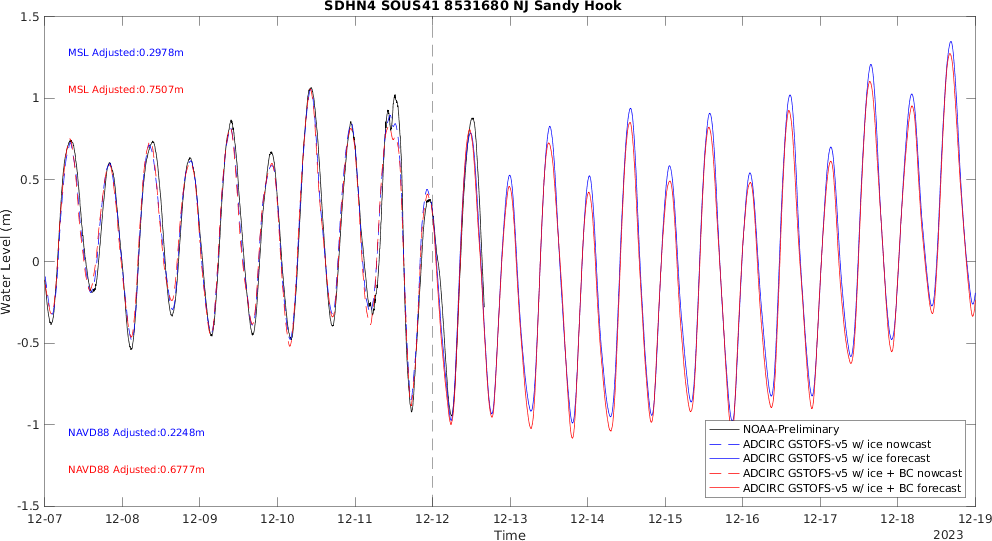 SDHN4 SOUS41 8531680 NJ Sandy Hook
1.5
1
0.5
0
-0.5
-1
-1.5
Water Level (m)
MSL Adjusted:0.2978m
MSL Adjusted:0.7507m
NAVD88 Adjusted:0.2248m
NAVD88 Adjusted:0.6777m
NOAA-Preliminary
ADCIRC GSTOFS-v5 w/ ice nowcast
ADCIRC GSTOFS-v5 w/ ice forecast
ADCIRC GSTOFS-v5 w/ ice + BC nowcast
ADCIRC GSTOFS-v5 w/ ice + BC forecast
12-07 12-08 12-09 12-10 12-11 12-12 12-13 12-14 12-15 12-16 12-17 12-18 12-19
Time
2023